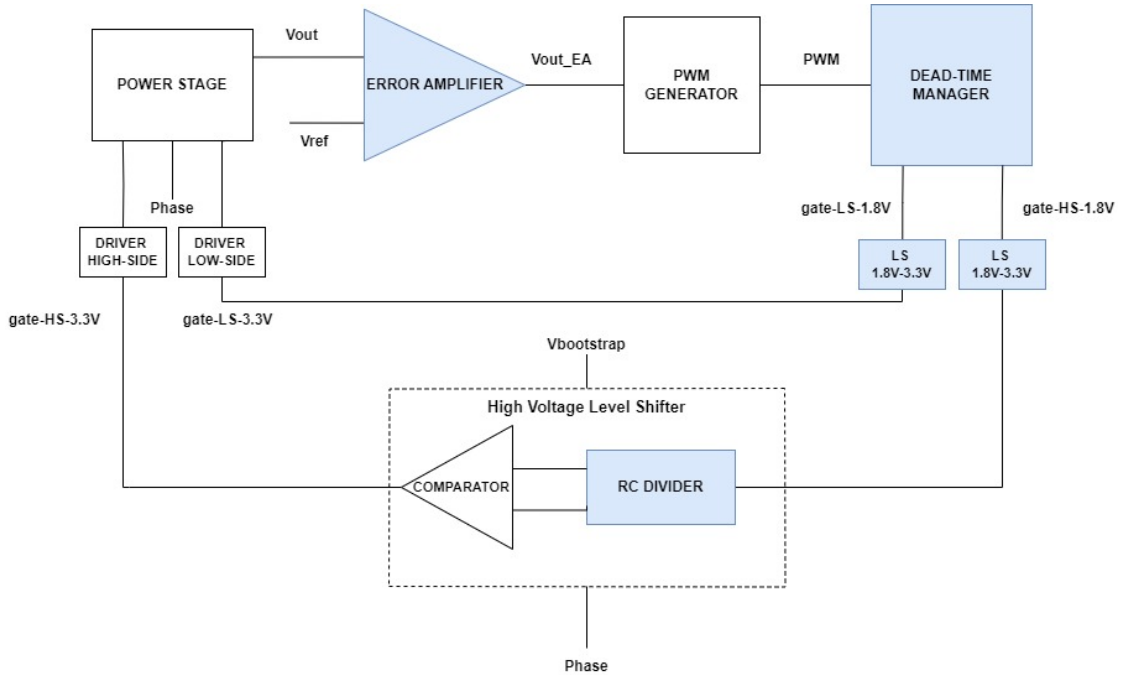 Vout
Vout_EA
PWM
POWER STAGE
ERROR AMPLIFIER
PWM
GENERATOR
DEAD-TIME
MANAGER
Vref
Phase
gate-LS-1.8V
gate-HS-1.8V
DRIVER
HIGH-SIDE
DRIVER
LOW-SIDE
LS
1.8V-3.3V
LS
1.8V-3.3V
gate-HS-3.3V
gate-LS-3.3V
Vbootstrap
High Voltage Level Shifter
COMPARATOR
RC DIVIDER
Phase